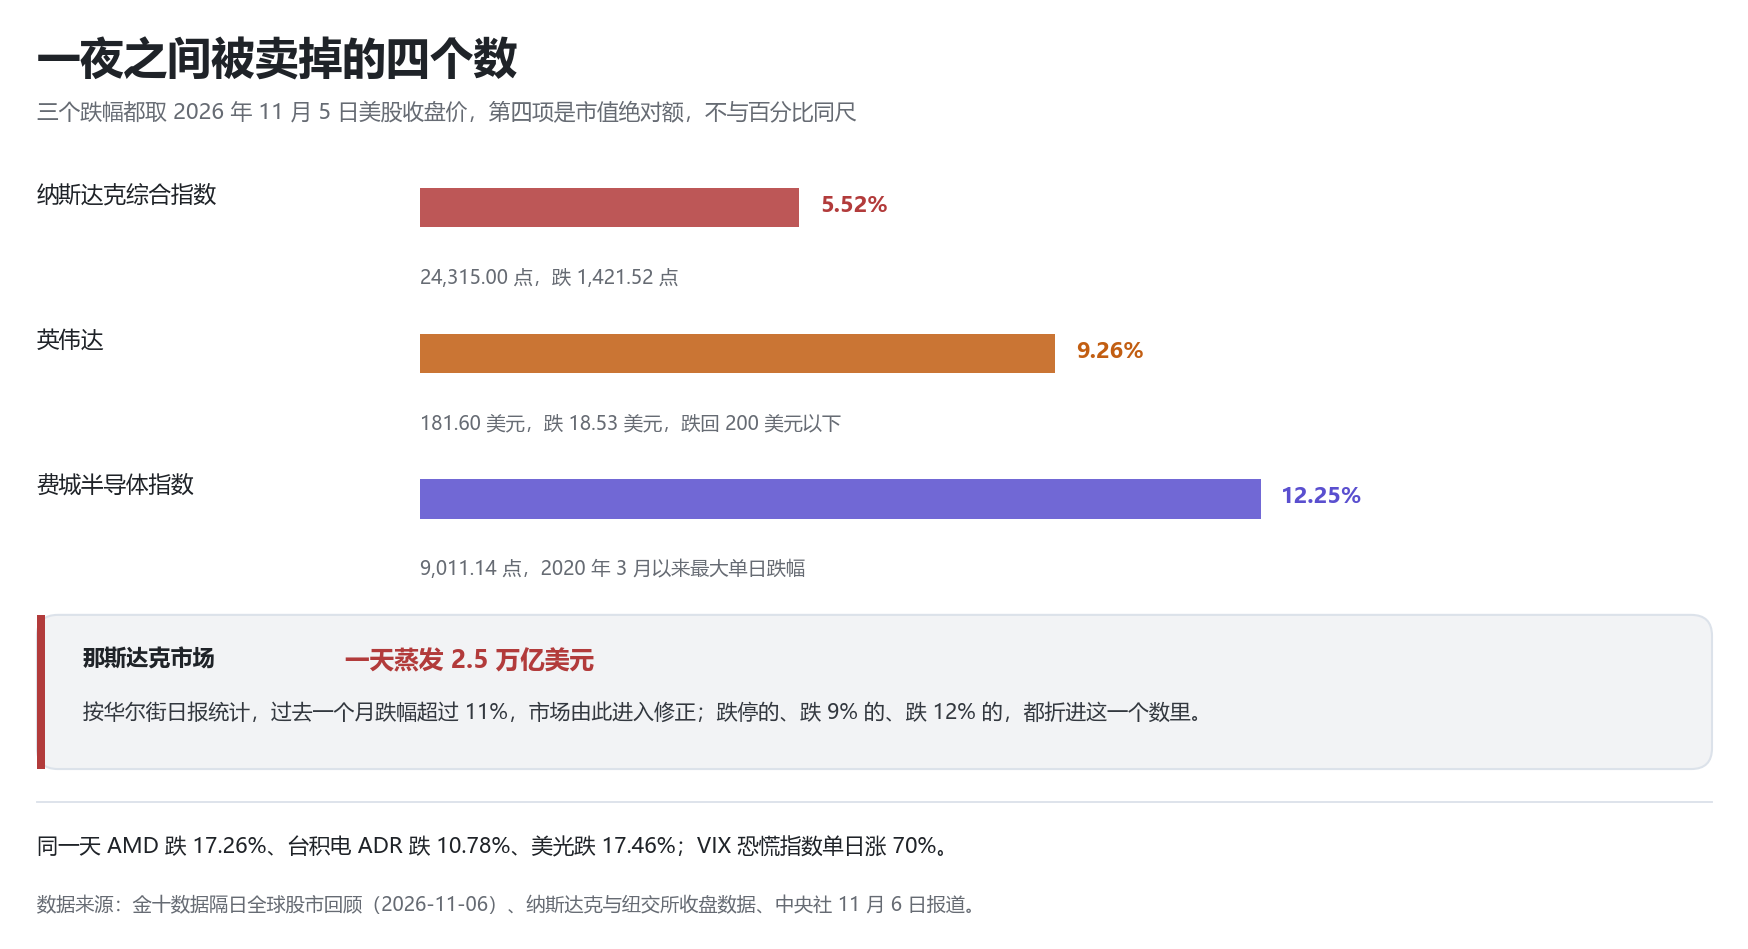 一夜之间被卖掉的四个数
三个跌幅都取 2026 年 11 月 5 日美股收盘价，第四项是市值绝对额，不与百分比同尺
纳斯达克综合指数
5.52%
24,315.00 点，跌 1,421.52 点
英伟达
9.26%
181.60 美元，跌 18.53 美元，跌回 200 美元以下
费城半导体指数
12.25%
9,011.14 点，2020 年 3 月以来最大单日跌幅
那斯达克市场 一天蒸发 2.5 万亿美元
按华尔街日报统计，过去一个月跌幅超过 11%，市场由此进入修正；跌停的、跌 9% 的、跌 12% 的，都折进这一个数里。
同一天 AMD 跌 17.26%、台积电 ADR 跌 10.78%、美光跌 17.46%；VIX 恐慌指数单日涨 70%。
数据来源：金十数据隔日全球股市回顾（2026-11-06）、纳斯达克与纽交所收盘数据、中央社 11 月 6 日报道。